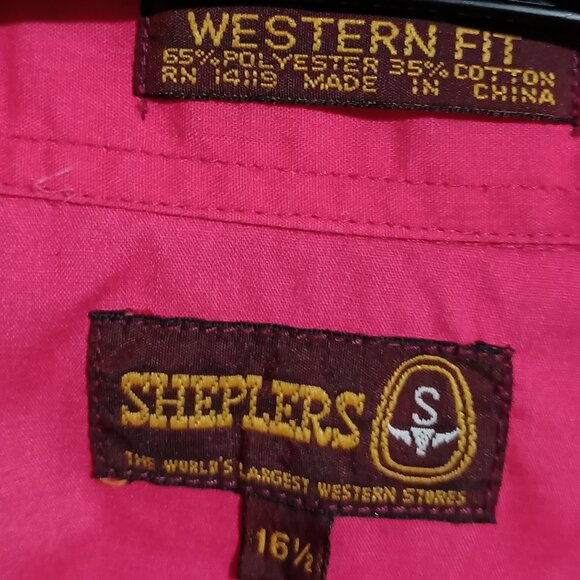 WESTERN FIT
65% POLYESTER 35% COTTON
RN 14119 MADE IN CHINA
SHEPLERS
S
THE WORLD'S LARGEST WESTERN STORES
16½